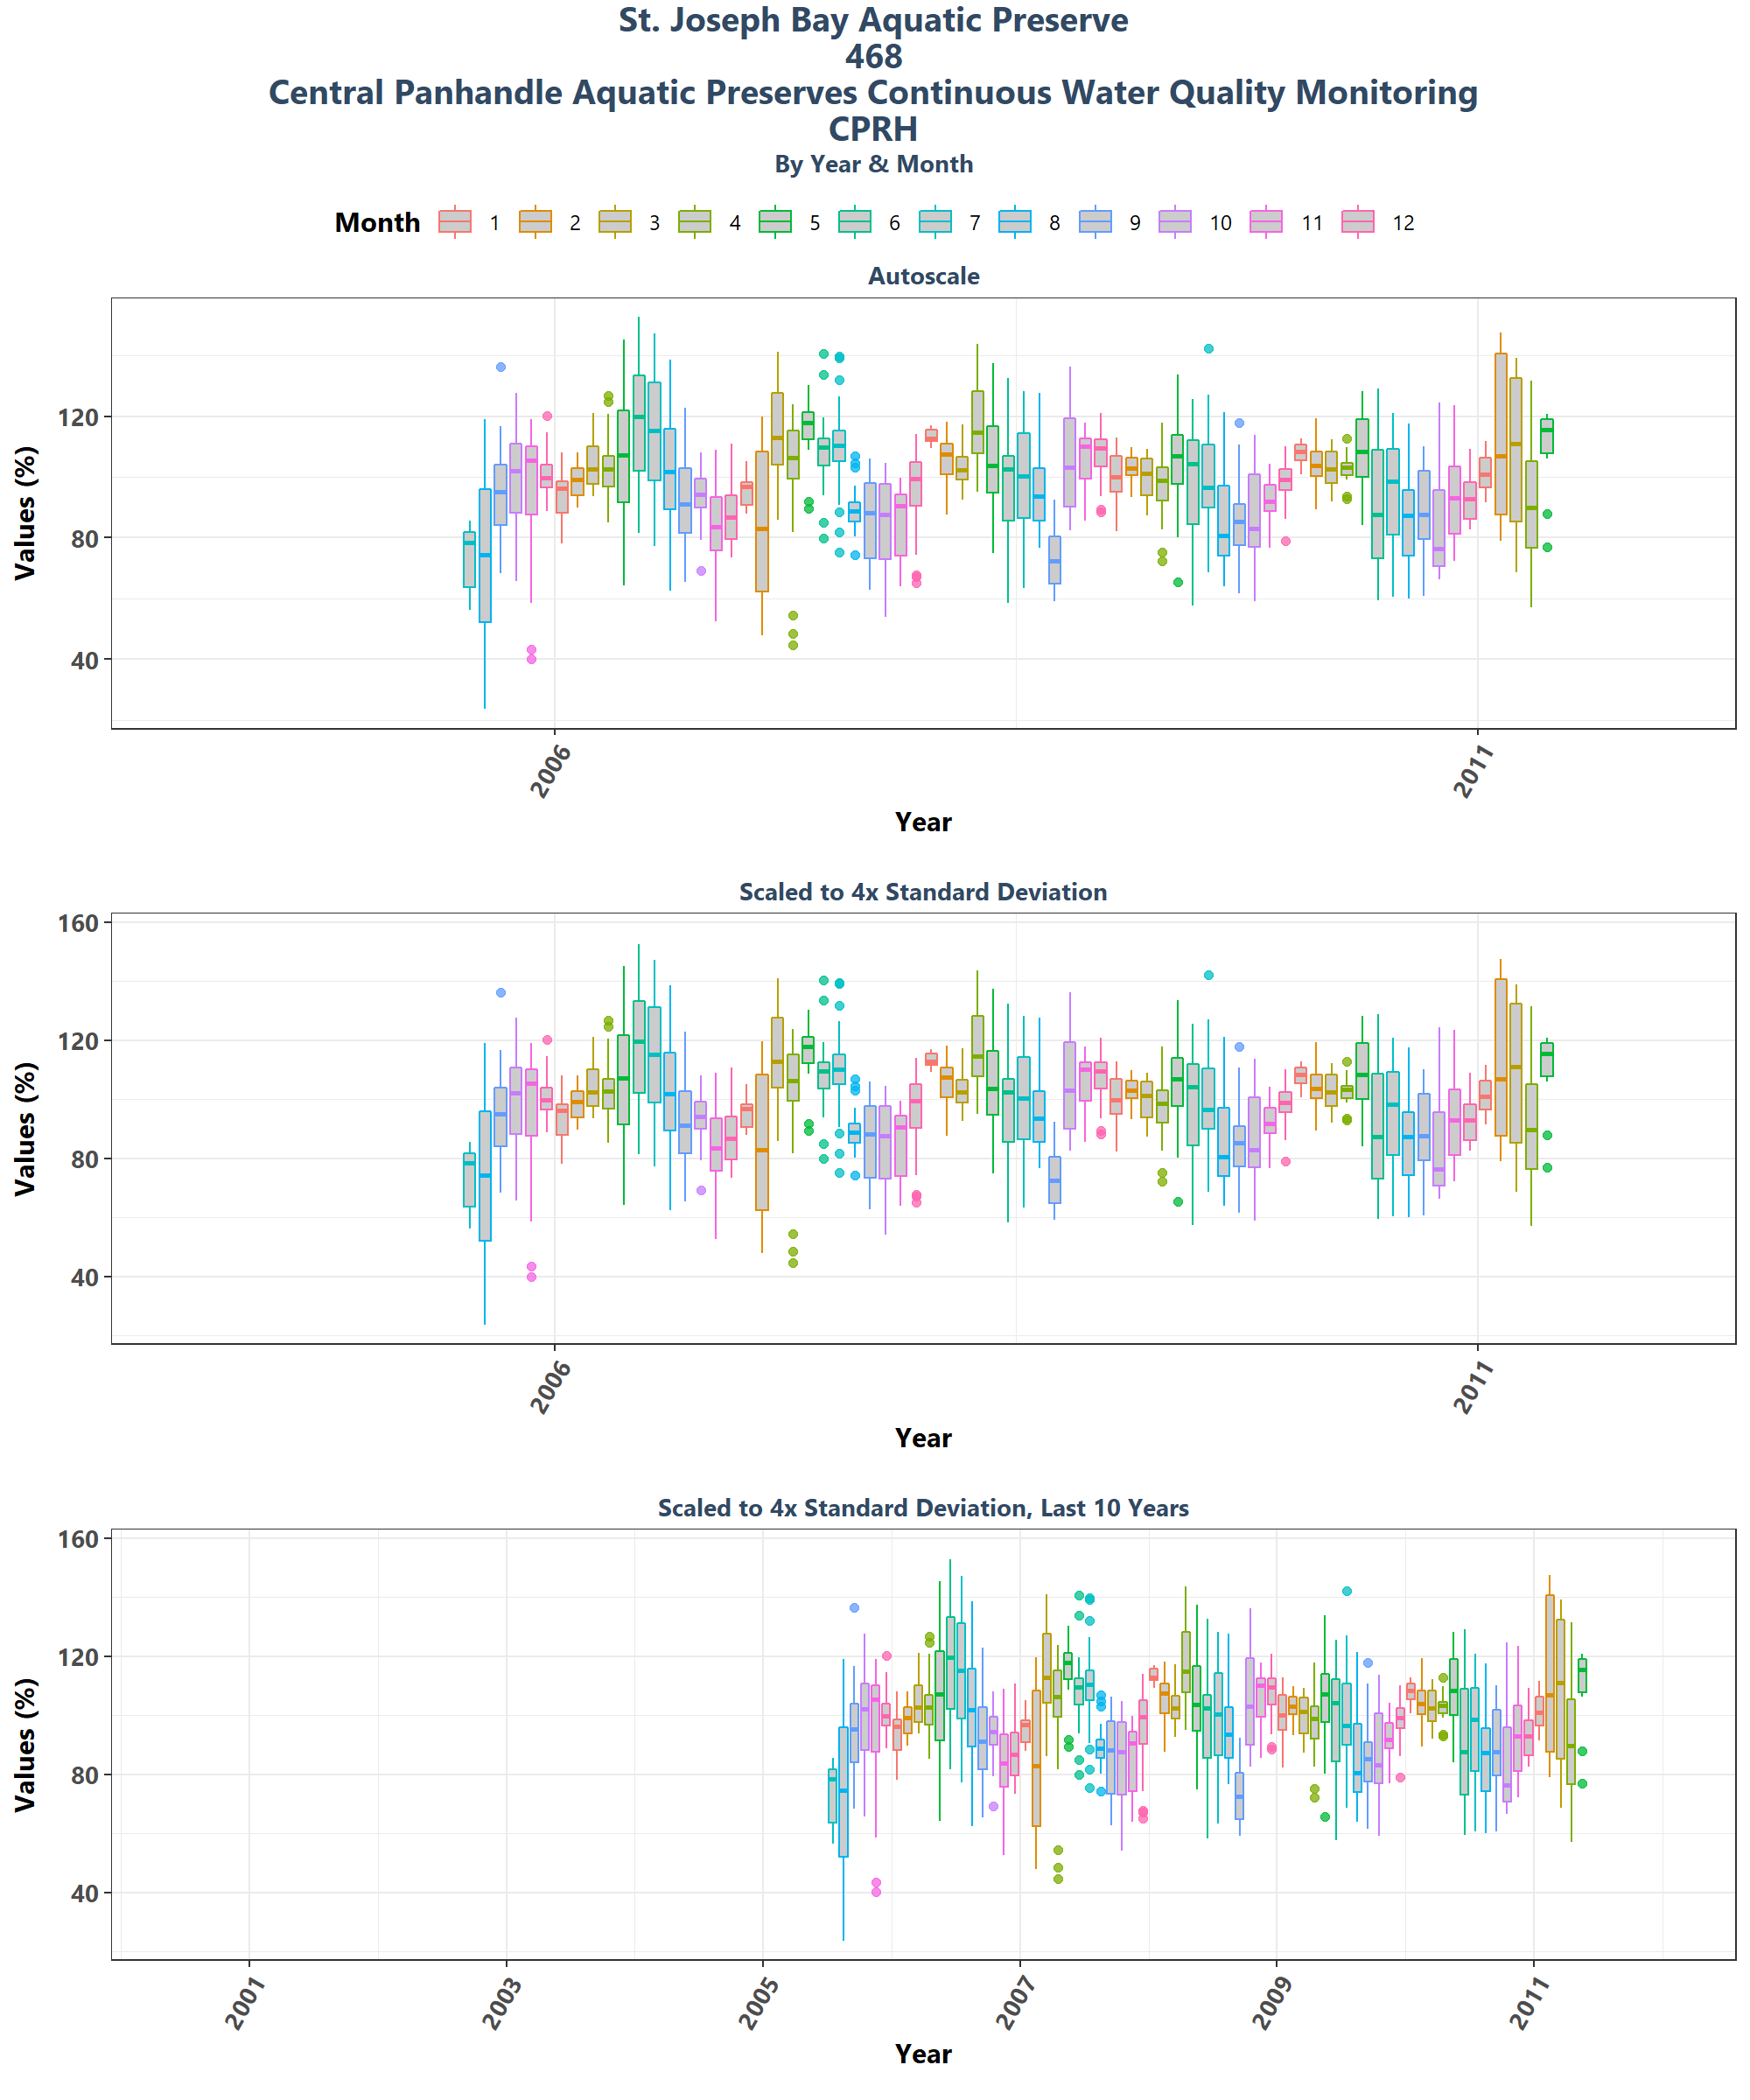 St. Joseph Bay Aquatic Preserve
468
Central Panhandle Aquatic Preserves Continuous Water Quality Monitoring
CPRH
By Year & Month
Month 1 2 3 4 5 6 7 8 9 10 11 12
Autoscale
Values (%)
120
80
40
2006 2011
Year
Scaled to 4x Standard Deviation
Values (%)
160
120
80
40
2006 2011
Year
Scaled to 4x Standard Deviation, Last 10 Years
Values (%)
160
120
80
40
2001 2003 2005 2007 2009 2011
Year